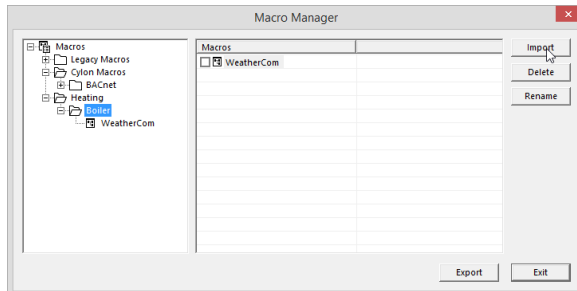 Macro Manager
Macros
Legacy Macros
Cylon Macros
BACnet
Heating
Boiler
WeatherCom
Macros
WeatherCom
Import
Delete
Rename
Export
Exit